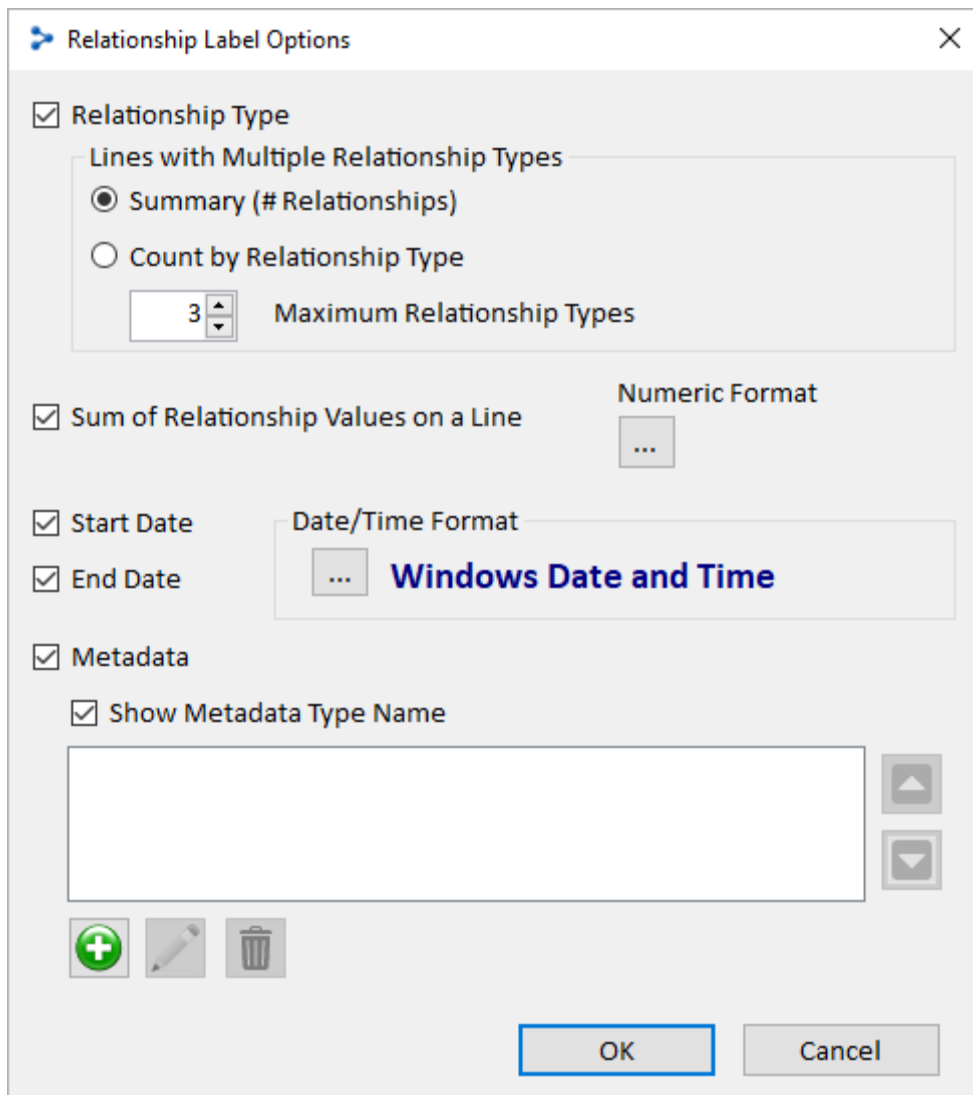 Relationship Label Options
Relationship Type
Lines with Multiple Relationship Types
Summary (# Relationships)
Count by Relationship Type
3 Maximum Relationship Types
Numeric Format
Sum of Relationship Values on a Line
...
Start Date
Date/Time Format
End Date
... Windows Date and Time
Metadata
Show Metadata Type Name
OK Cancel